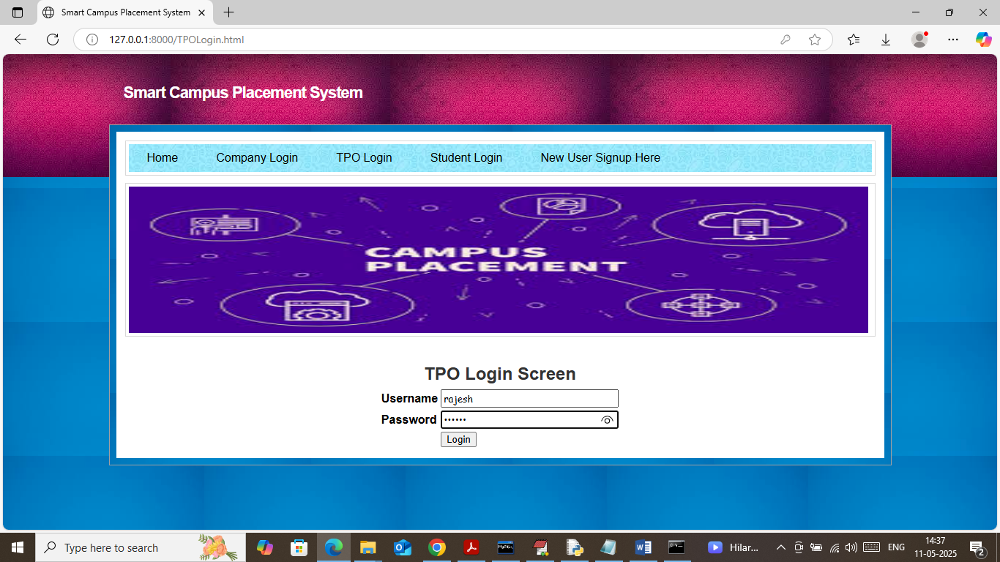 Smart Campus Placement System
127.0.0.1:8000/TPOLogin.html
Smart Campus Placement System
Home Company Login TPO Login Student Login New User Signup Here
CAMPUS
PLACEMENT
TPO Login Screen
Username rajesh
Password ••••••
Login
Type here to search
Hilar...
ENG
14:37
11-05-2025
2